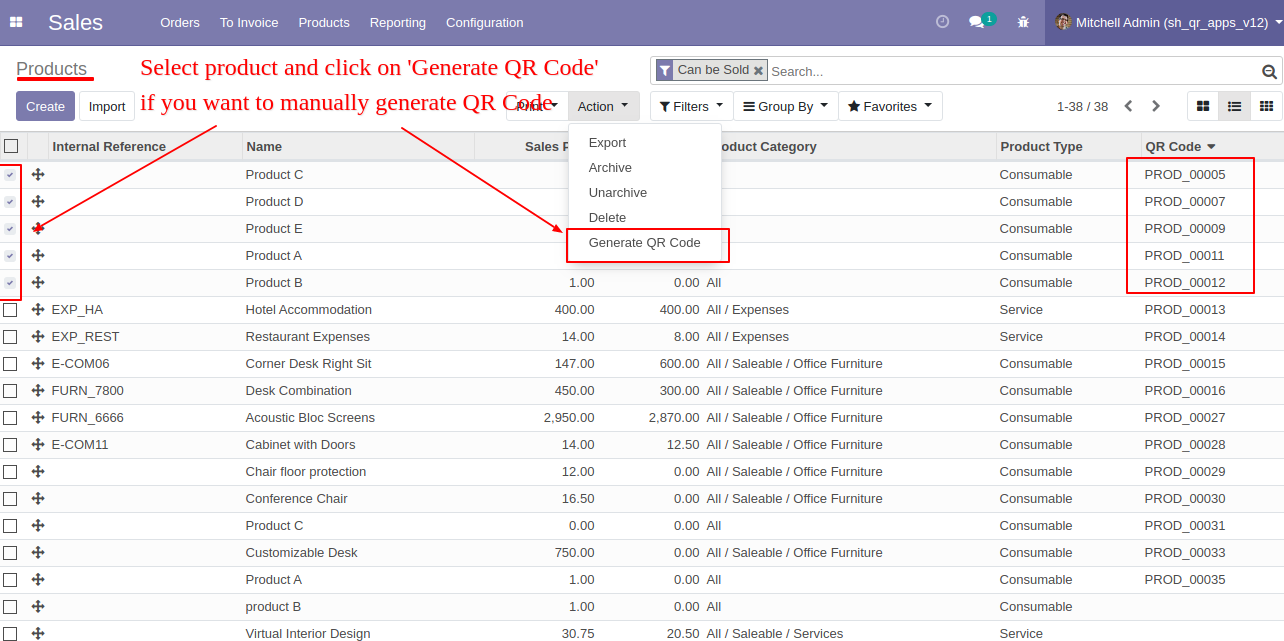 Sales Orders To Invoice Products Reporting Configuration 1 Mitchell Admin (sh_qr_apps_v12)
Products Select product and click on 'Generate QR Code' Can be Sold Search...
if you want to manually generate QR Code
Create Import Print Action Filters Group By Favorites 1-38 / 38
Export
Archive
Unarchive
Delete
Generate QR Code
Internal Reference Name Sales P oduct Category Product Type QR Code
Product C Consumable PROD_00005
Product D Consumable PROD_00007
Product E Consumable PROD_00009
Product A Consumable PROD_00011
Product B 1.00 0.00 All Consumable PROD_00012
EXP_HA Hotel Accommodation 400.00 400.00 All / Expenses Service PROD_00013
EXP_REST Restaurant Expenses 14.00 8.00 All / Expenses Service PROD_00014
E-COM06 Corner Desk Right Sit 147.00 600.00 All / Saleable / Office Furniture Consumable PROD_00015
FURN_7800 Desk Combination 450.00 300.00 All / Saleable / Office Furniture Consumable PROD_00016
FURN_6666 Acoustic Bloc Screens 2,950.00 2,870.00 All / Saleable / Office Furniture Consumable PROD_00027
E-COM11 Cabinet with Doors 14.00 12.50 All / Saleable / Office Furniture Consumable PROD_00028
Chair floor protection 12.00 0.00 All / Saleable / Office Furniture Consumable PROD_00029
Conference Chair 16.50 0.00 All / Saleable / Office Furniture Consumable PROD_00030
Product C 0.00 0.00 All Consumable PROD_00031
Customizable Desk 750.00 0.00 All / Saleable / Office Furniture Consumable PROD_00033
Product A 1.00 0.00 All Consumable PROD_00035
product B 1.00 0.00 All Consumable
Virtual Interior Design 30.75 20.50 All / Saleable / Services Service